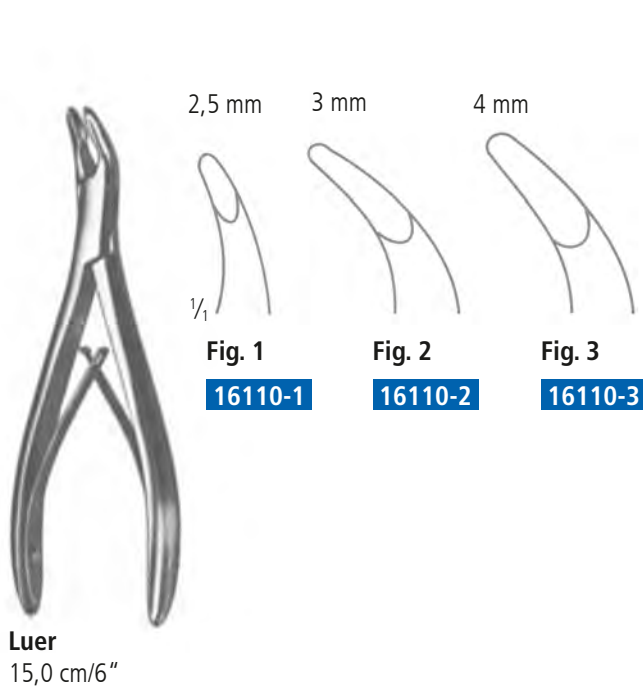 2,5 mm 3 mm 4 mm
1/1
Fig. 1 Fig. 2 Fig. 3
16110-1 16110-2 16110-3
Luer
15,0 cm/6“